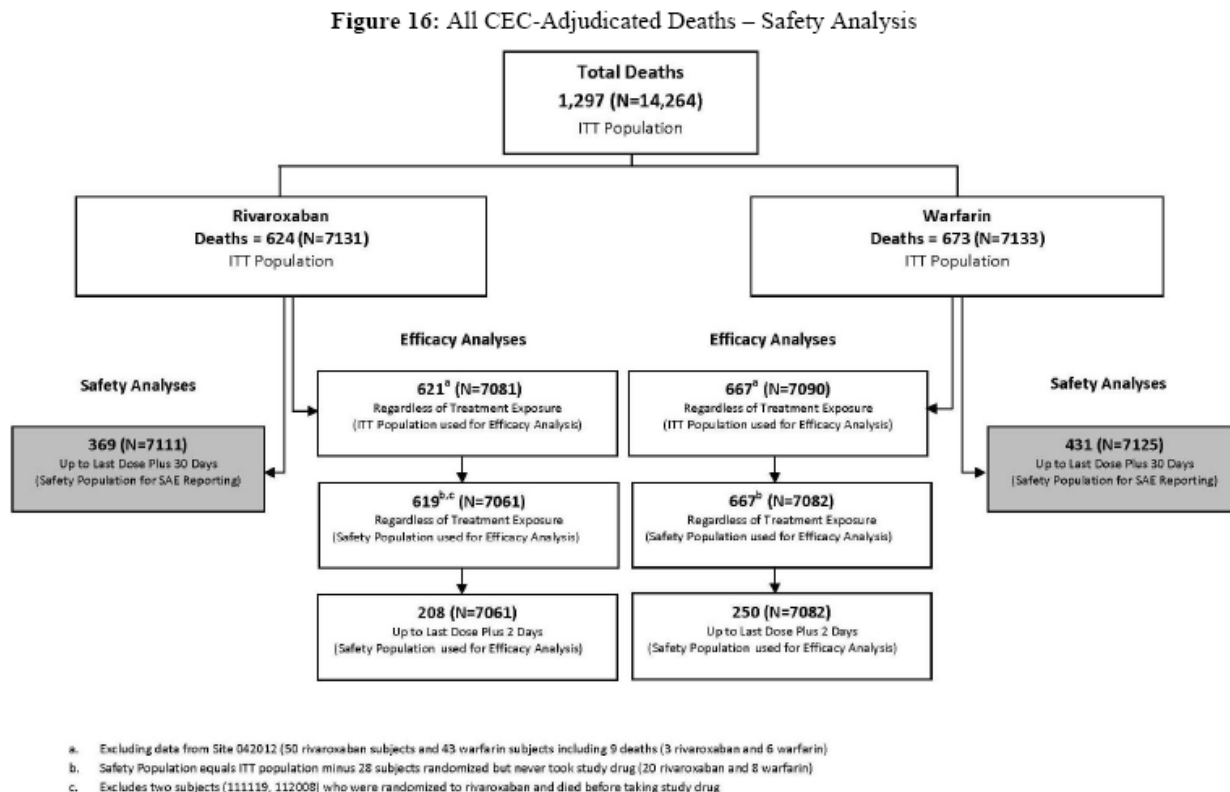 Figure 16: All CEC-Adjudicated Deaths – Safety Analysis
Total Deaths
1,297 (N=14,264)
ITT Population
Rivaroxaban
Deaths = 624 (N=7131)
ITT Population
Warfarin
Deaths = 673 (N=7133)
ITT Population
Safety Analyses
369 (N=7111)
Up to Last Dose Plus 30 Days
(Safety Population for SAE Reporting)
Efficacy Analyses
621a (N=7081)
Regardless of Treatment Exposure
(ITT Population used for Efficacy Analysis)
619b,c (N=7061)
Regardless of Treatment Exposure
(Safety Population used for Efficacy Analysis)
208 (N=7061)
Up to Last Dose Plus 2 Days
(Safety Population used for Efficacy Analysis)
Efficacy Analyses
667a (N=7090)
Regardless of Treatment Exposure
(ITT Population used for Efficacy Analysis)
667b (N=7082)
Regardless of Treatment Exposure
(Safety Population used for Efficacy Analysis)
250 (N=7082)
Up to Last Dose Plus 2 Days
(Safety Population used for Efficacy Analysis)
Safety Analyses
431 (N=7125)
Up to Last Dose Plus 30 Days
(Safety Population for SAE Reporting)
a. Excluding data from Site 042012 (50 rivaroxaban subjects and 43 warfarin subjects including 9 deaths (3 rivaroxaban and 6 warfarin)
b. Safety Population equals ITT population minus 28 subjects randomized but never took study drug (20 rivaroxaban and 8 warfarin)
c. Excludes two subjects (111119, 112008) who were randomized to rivaroxaban and died before taking study drug